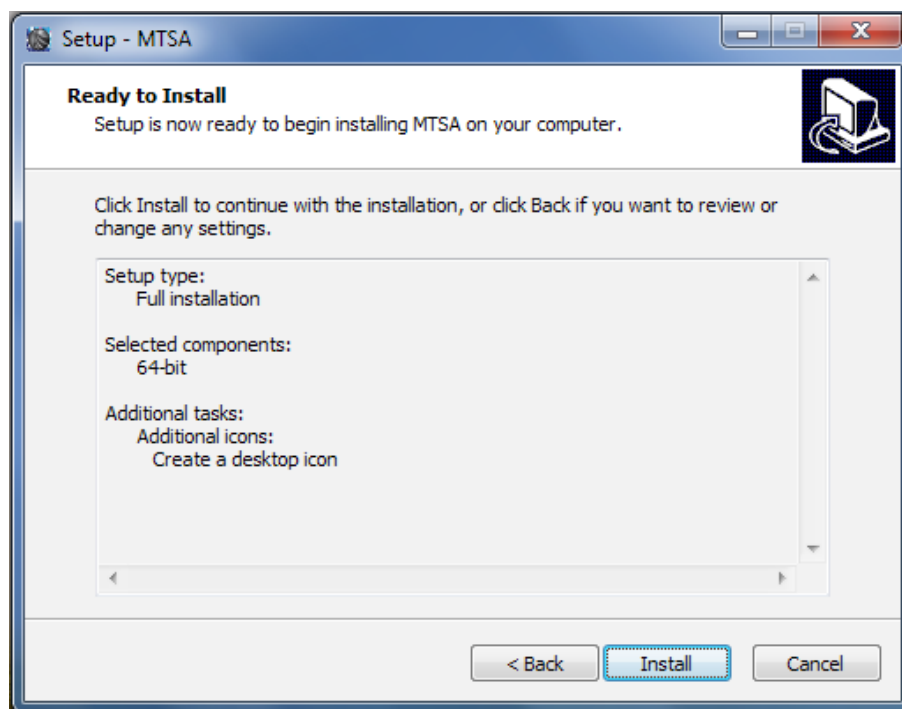 Setup - MTSA
Ready to Install
Setup is now ready to begin installing MTSA on your computer.
Click Install to continue with the installation, or click Back if you want to review or
change any settings.
Setup type:
Full installation
Selected components:
64-bit
Additional tasks:
Additional icons:
Create a desktop icon
< Back
Install
Cancel